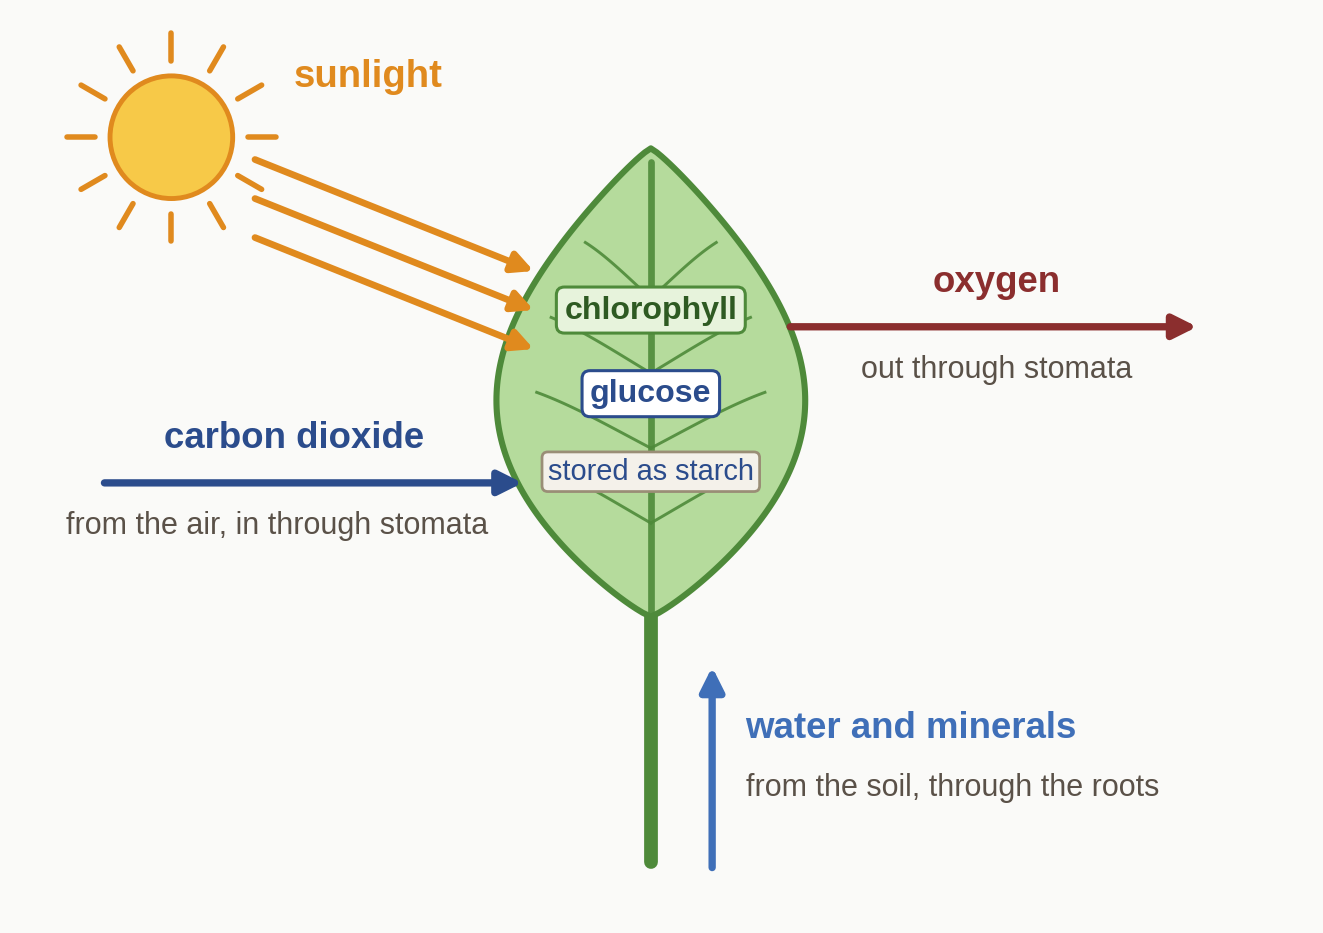 sunlight
chlorophyll
glucose
stored as starch
carbon dioxide
from the air, in through stomata
oxygen
out through stomata
water and minerals
from the soil, through the roots